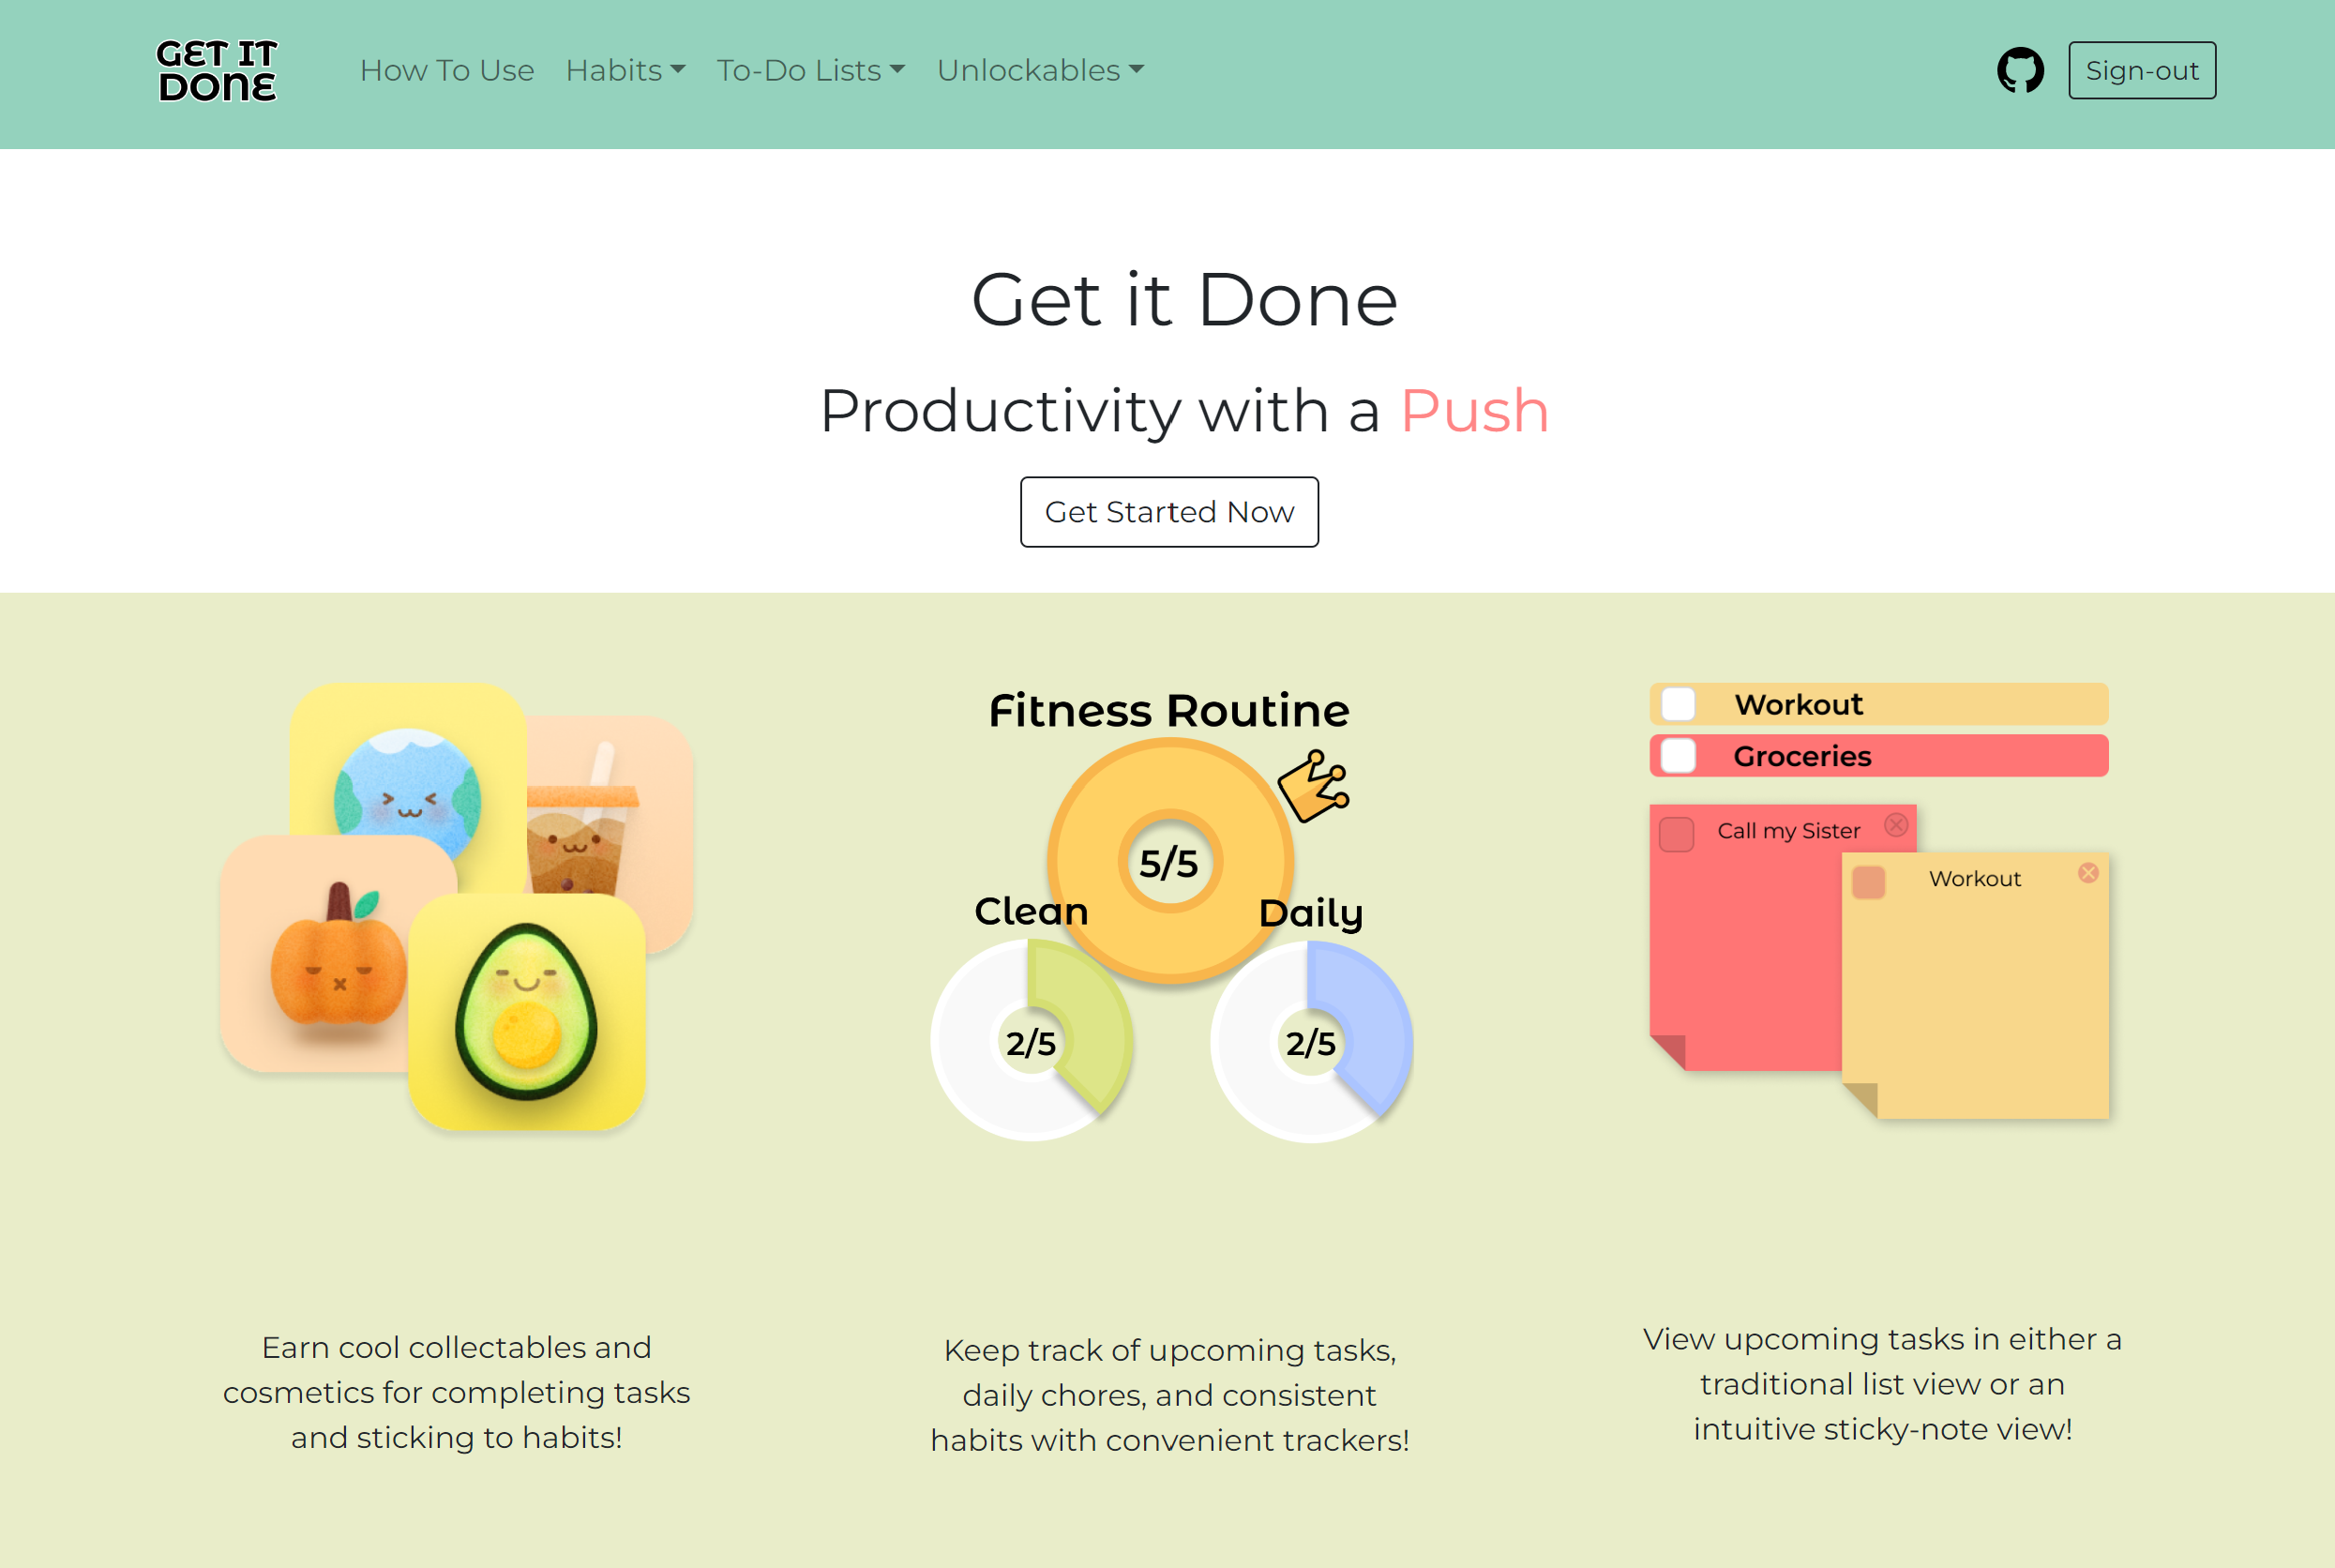 GET IT
DONE
How To Use
Habits
To-Do Lists
Unlockables
Sign-out
Get it Done
Productivity with a Push
Get Started Now
Fitness Routine
5/5
Clean
Daily
2/5
2/5
Workout
Groceries
Call my Sister
Workout
Earn cool collectables and
cosmetics for completing tasks
and sticking to habits!
Keep track of upcoming tasks,
daily chores, and consistent
habits with convenient trackers!
View upcoming tasks in either a
traditional list view or an
intuitive sticky-note view!